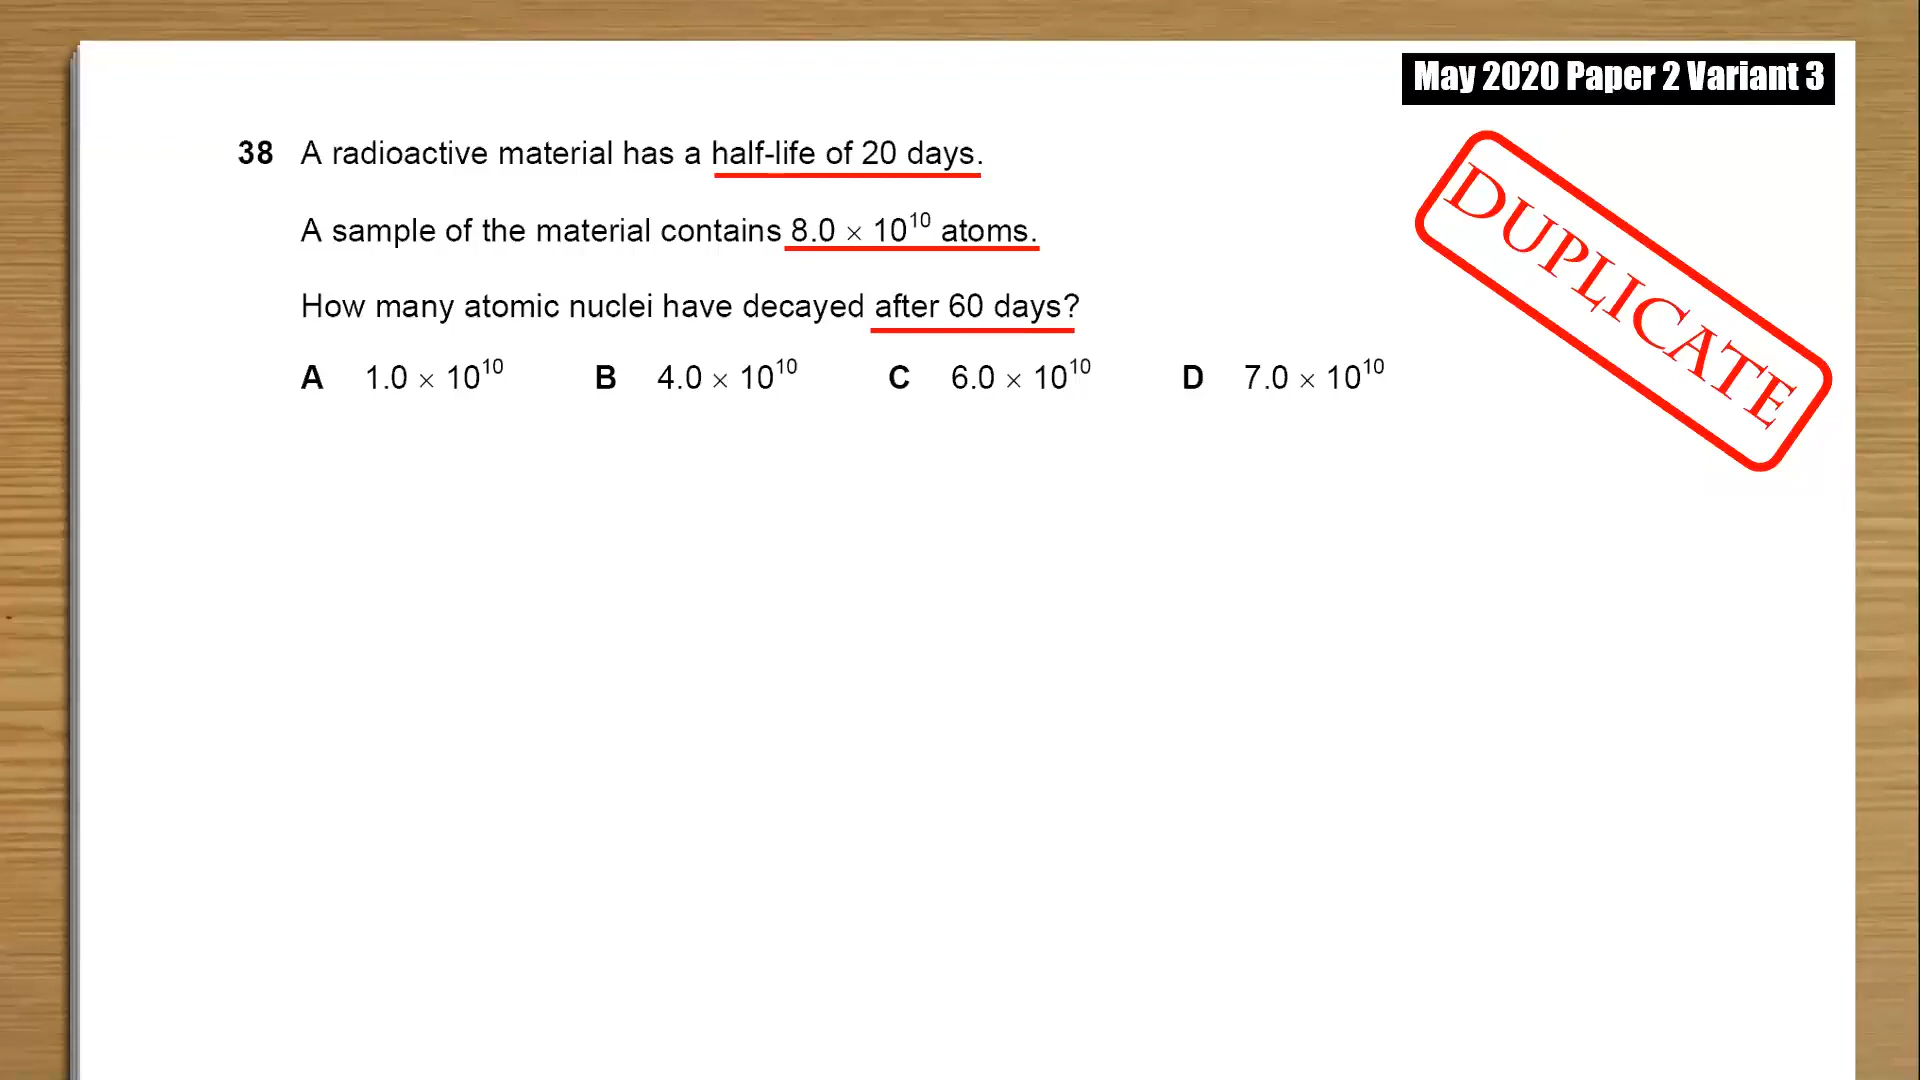 May 2020 Paper 2 Variant 3
38 A radioactive material has a half-life of 20 days.
A sample of the material contains 8.0 × 10¹⁰ atoms.
How many atomic nuclei have decayed after 60 days?
A 1.0 × 10¹⁰ B 4.0 × 10¹⁰ C 6.0 × 10¹⁰ D 7.0 × 10¹⁰
DUPLICATE